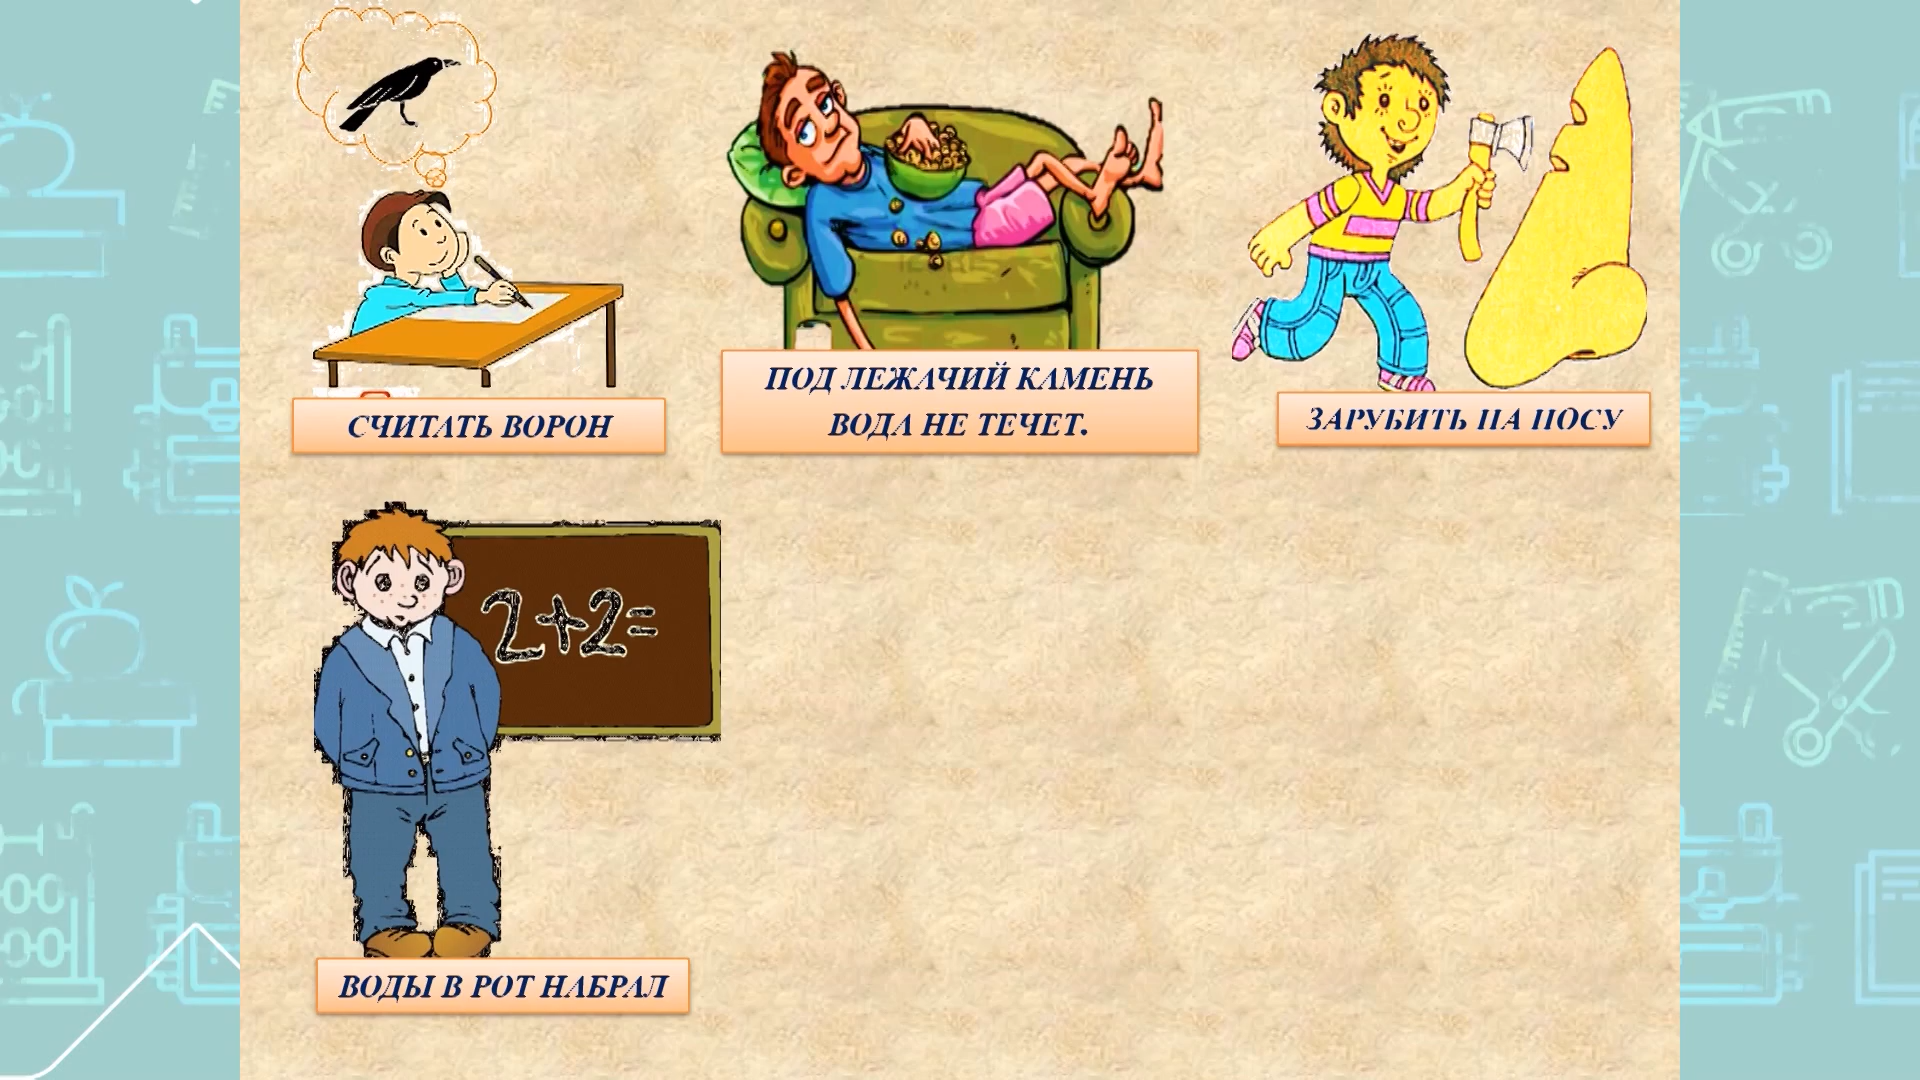 СЧИТАТЬ ВОРОН
ПОД ЛЕЖАЧИЙ КАМЕНЬ
ВОДА НЕ ТЕЧЕТ.
ЗАРУБИТЬ НА НОСУ
2+2=
ВОДЫ В РОТ НАБРАЛ